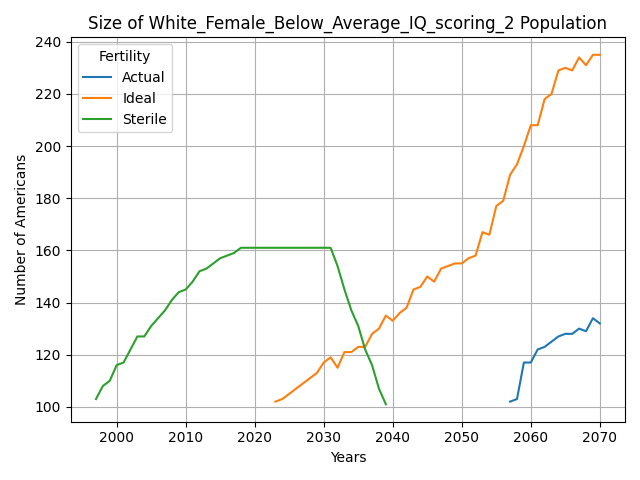 Size of White_Female_Below_Average_IQ_scoring_2 Population
240
220
200
180
160
140
120
100
Number of Americans
Fertility
Actual
Ideal
Sterile
2000 2010 2020 2030 2040 2050 2060 2070
Years